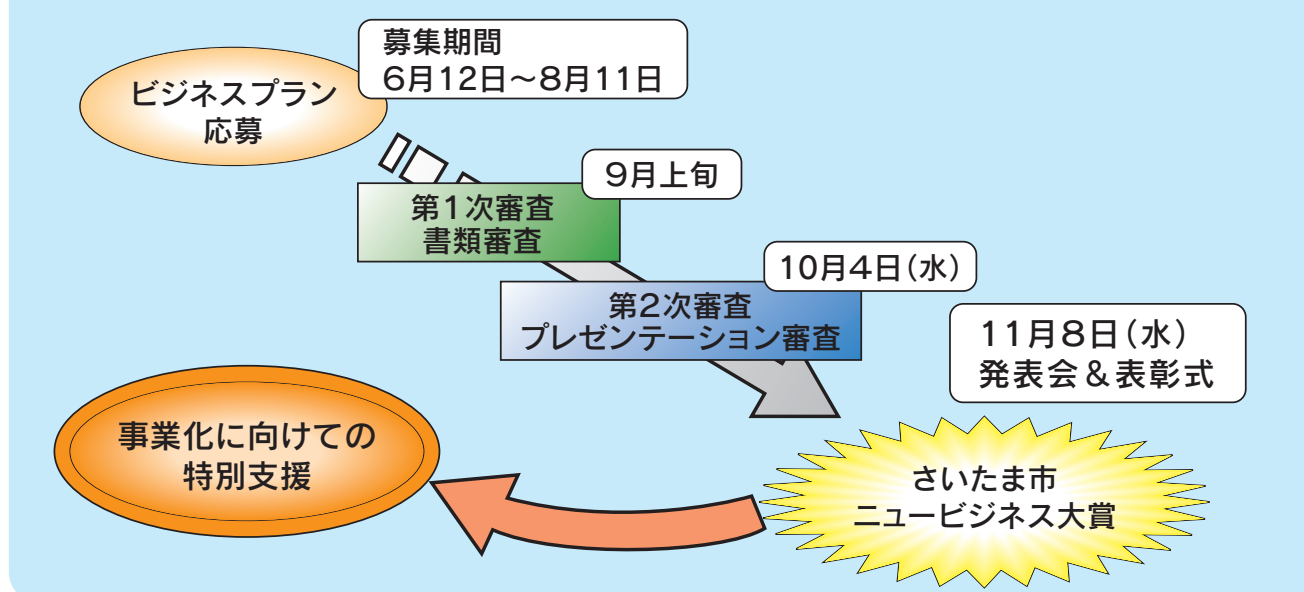 募集期間
6月12日～8月11日
ビジネスプラン
応募
9月上旬
第1次審査
書類審査
10月4日（水）
第2次審査
プレゼンテーション審査
11月8日（水）
発表会＆表彰式
さいたま市
ニュービジネス大賞
事業化に向けての
特別支援